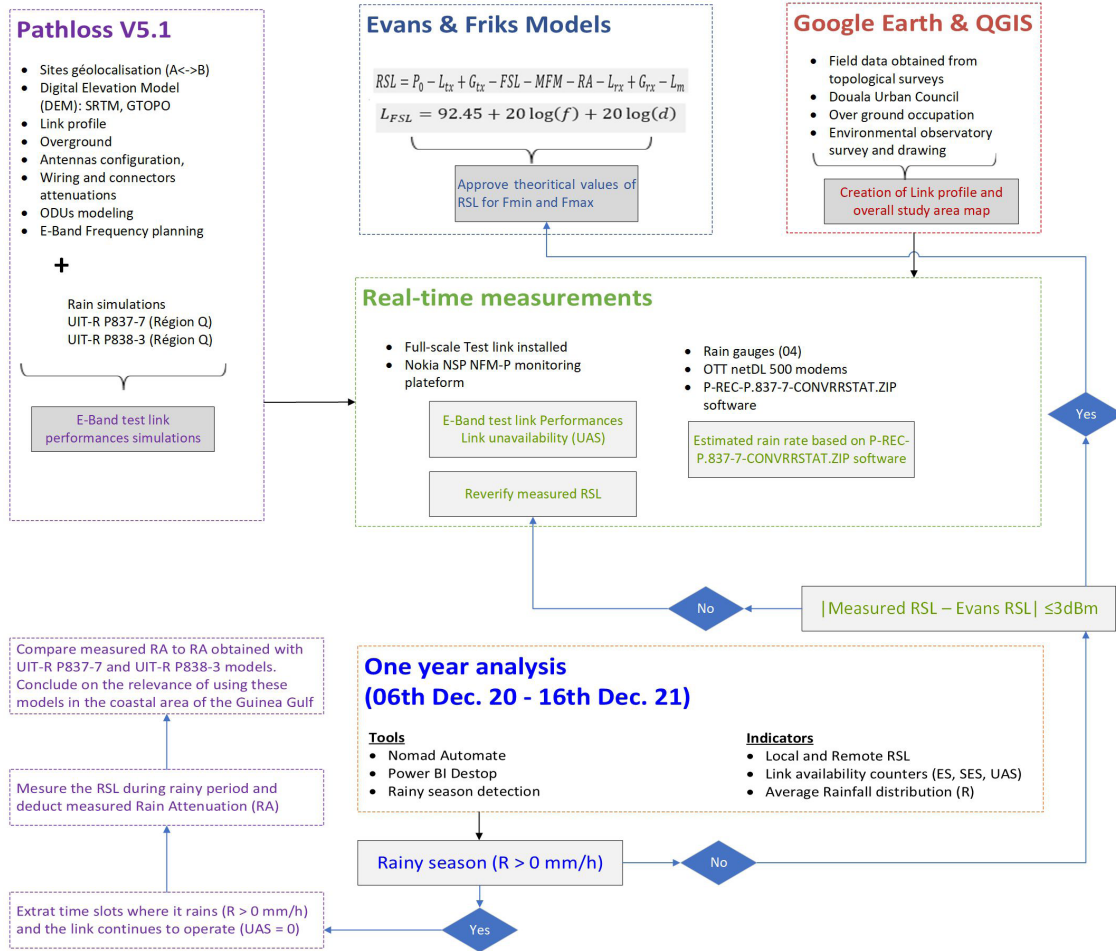 Pathloss V5.1
• Sites géolocalisation (A<->B)
• Digital Elevation Model
(DEM): SRTM, GTOPO
• Link profile
• Overground
• Antennas configuration,
• Wiring and connectors
attenuations
• ODUs modeling
• E-Band Frequency planning
+
Rain simulations
UIT-R P837-7 (Région Q)
UIT-R P838-3 (Région Q)
E-Band test link
performances simulations
Evans & Friks Models
RSL = P₀ − Lₜₓ + Gₜₓ − FSL − MFM − RA − Lᵣₓ + Gᵣₓ − Lₘ
L_FSL = 92.45 + 20 log(f) + 20 log(d)
Approve theoritical values of
RSL for Fmin and Fmax
Google Earth & QGIS
• Field data obtained from
topological surveys
• Douala Urban Council
• Over ground occupation
• Environmental observatory
survey and drawing
Creation of Link profile and
overall study area map
Real-time measurements
• Full-scale Test link installed
• Nokia NSP NFM-P monitoring
plateform
E-Band test link Performances
Link unavailability (UAS)
Reverify measured RSL
• Rain gauges (04)
• OTT netDL 500 modems
• P-REC-P.837-7-CONVRRSTAT.ZIP
software
Estimated rain rate based on P-REC-
P.837-7-CONVRRSTAT.ZIP software
Yes
No
|Measured RSL – Evans RSL| ≤3dBm
One year analysis
(06th Dec. 20 - 16th Dec. 21)
Tools
• Nomad Automate
• Power BI Destop
• Rainy season detection
Indicators
• Local and Remote RSL
• Link availability counters (ES, SES, UAS)
• Average Rainfall distribution (R)
Rainy season (R > 0 mm/h)
No
Yes
Compare measured RA to RA obtained with
UIT-R P837-7 and UIT-R P838-3 models.
Conclude on the relevance of using these
models in the coastal area of the Guinea Gulf
Mesure the RSL during rainy period and
deduct measured Rain Attenuation (RA)
Extrat time slots where it rains (R > 0 mm/h)
and the link continues to operate (UAS = 0)